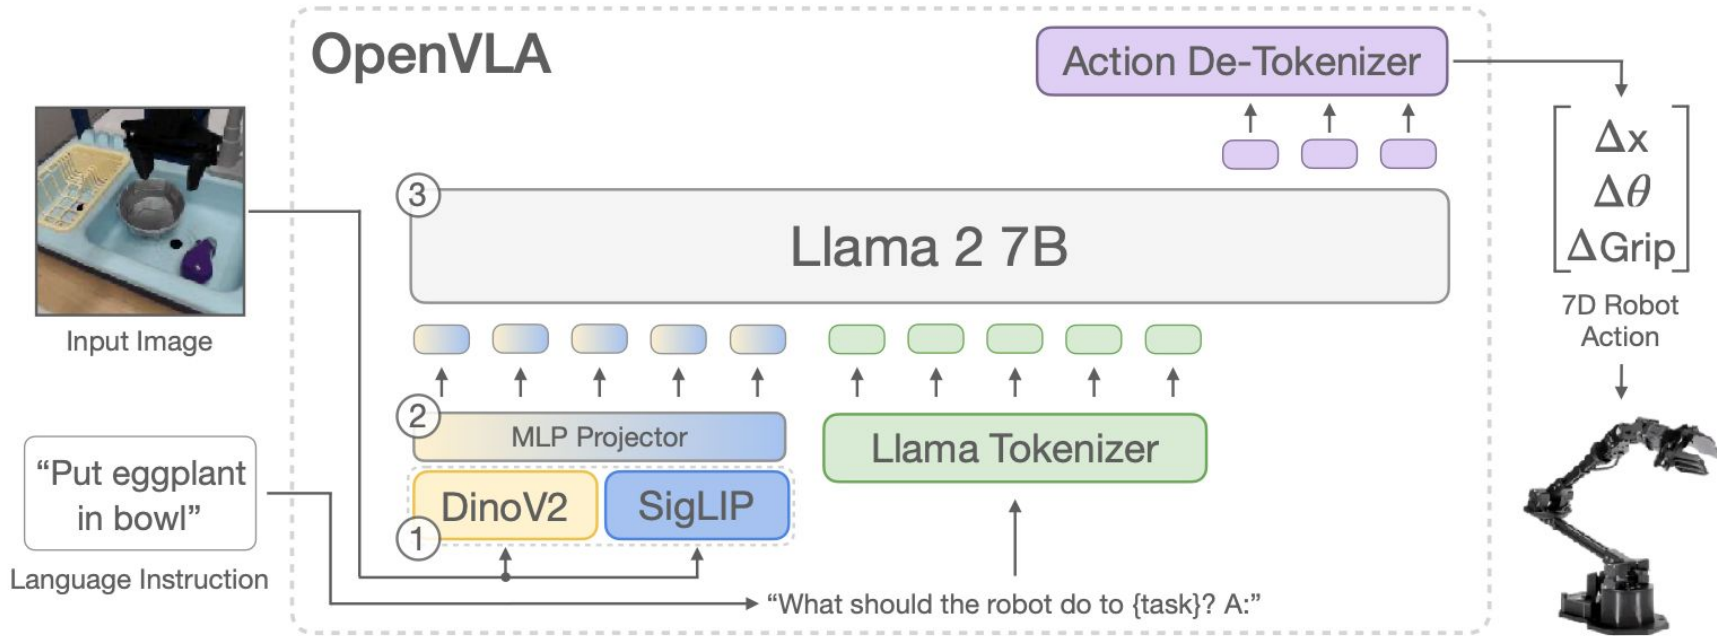 OpenVLA
Action De-Tokenizer
Δx
Δθ
ΔGrip
7D Robot
Action
3
Llama 2 7B
Input Image
2
MLP Projector
DinoV2
SigLIP
1
Llama Tokenizer
“Put eggplant
in bowl”
Language Instruction
“What should the robot do to {task}? A:”